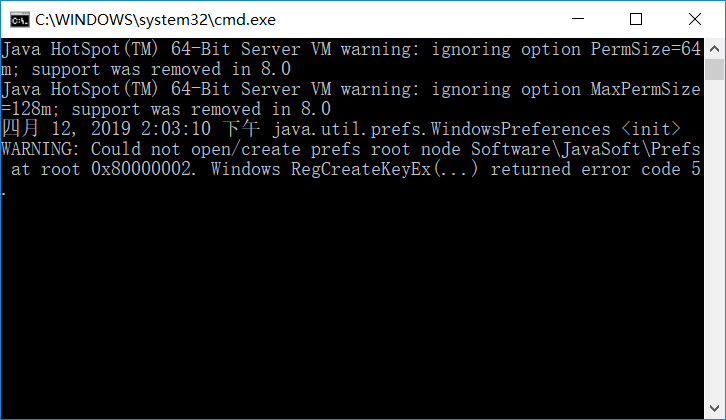 C:\WINDOWS\system32\cmd.exe
Java HotSpot(TM) 64-Bit Server VM warning: ignoring option PermSize=64
m; support was removed in 8.0
Java HotSpot(TM) 64-Bit Server VM warning: ignoring option MaxPermSize
=128m; support was removed in 8.0
四月 12, 2019 2:03:10 下午 java.util.prefs.WindowsPreferences <init>
WARNING: Could not open/create prefs root node Software\JavaSoft\Prefs
 at root 0x80000002. Windows RegCreateKeyEx(...) returned error code 5
.